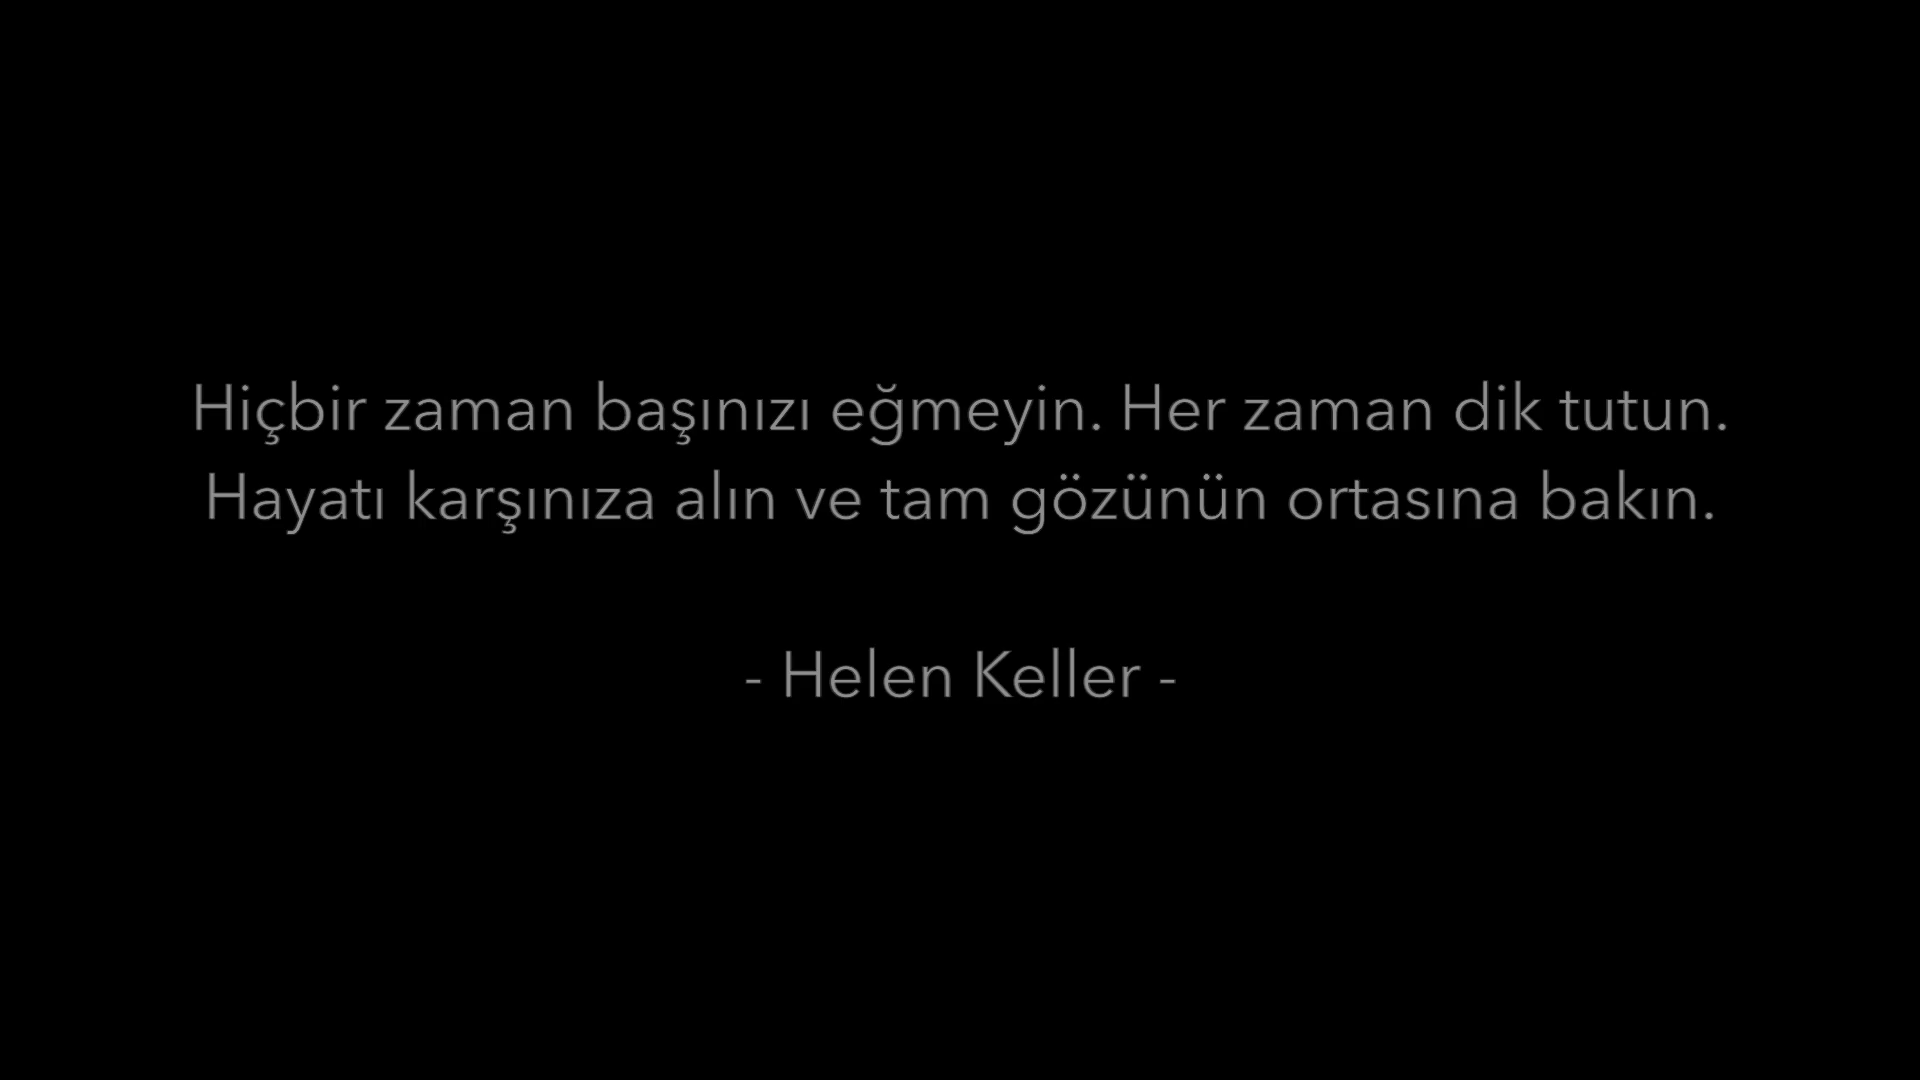 Hiçbir zaman başınızı eğmeyin. Her zaman dik tutun.
Hayatı karşınıza alın ve tam gözünün ortasına bakın.
- Helen Keller -